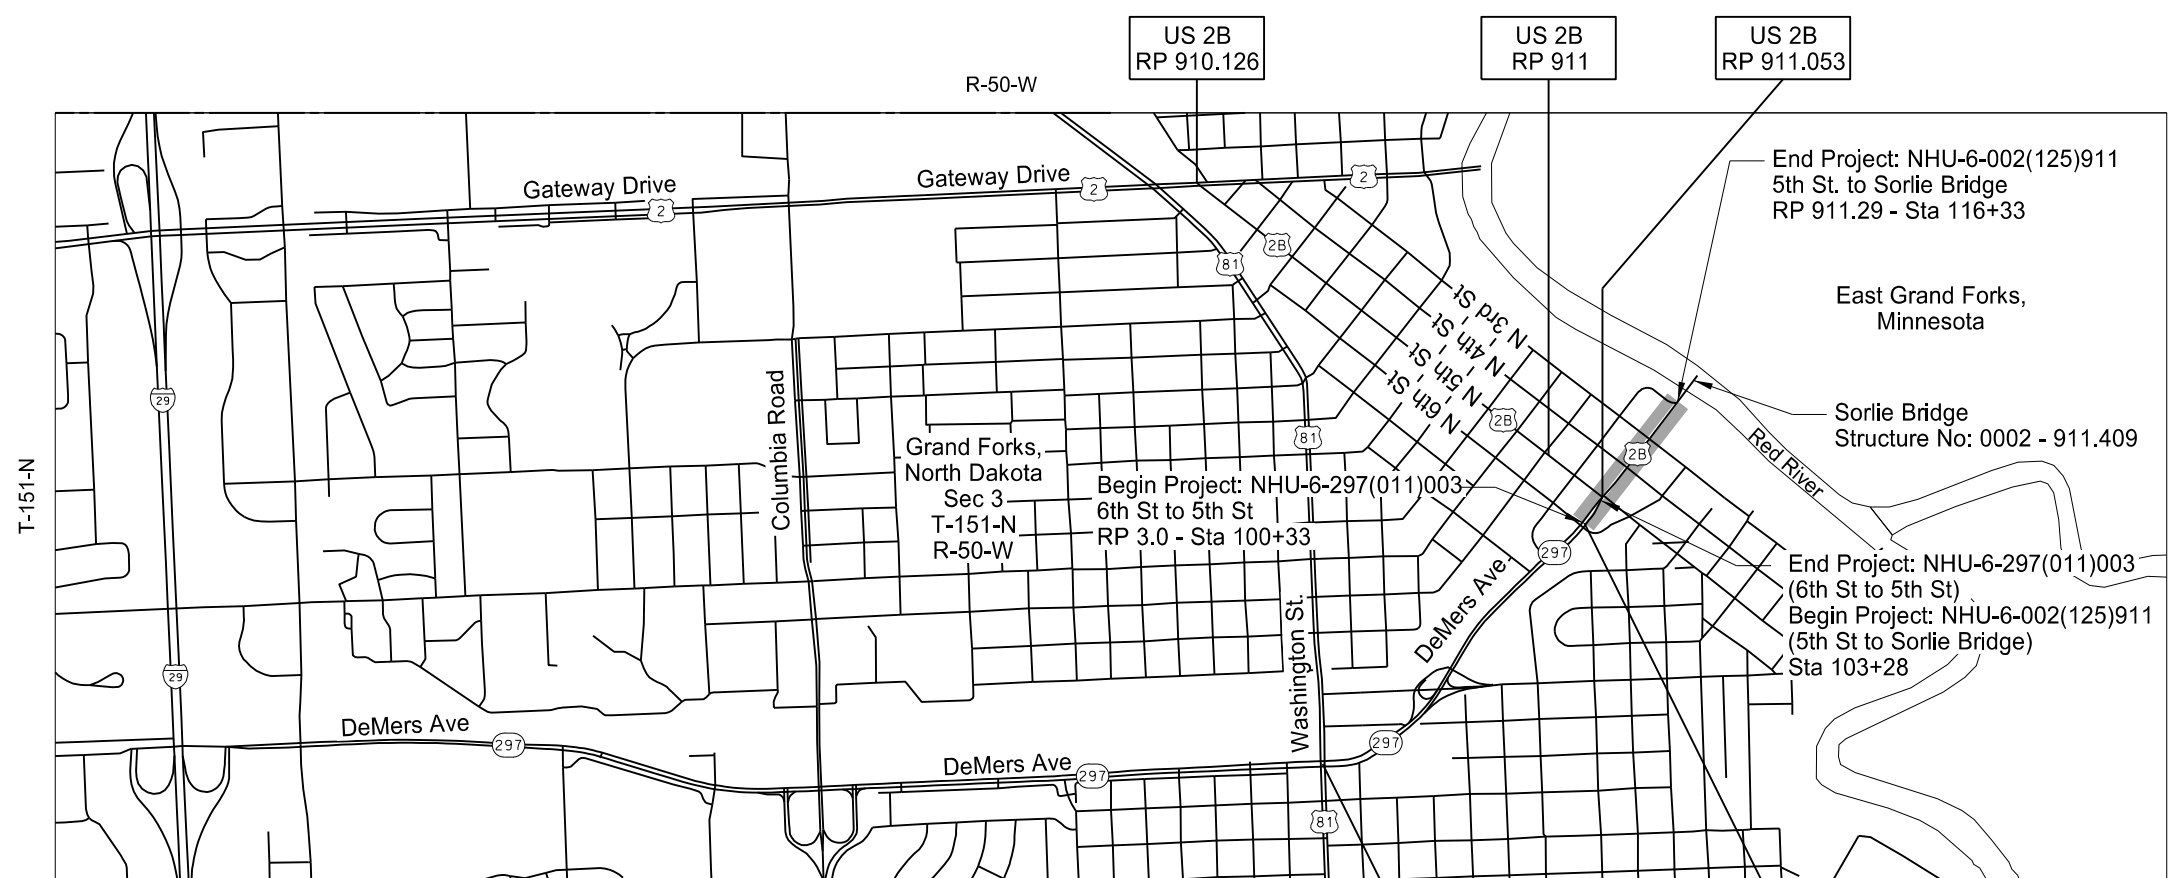 US 2B
RP 910.126
US 2B
RP 911
US 2B
RP 911.053
R-50-W
End Project: NHU-6-002(125)911
5th St. to Sorlie Bridge
RP 911.29 - Sta 116+33
Gateway Drive
2
Gateway Drive
2
2
2B
81
East Grand Forks,
Minnesota
N 3rd St
N 4th St
N 5th St
N 6th St
29
Columbia Road
81
2B
2B
Sorlie Bridge
Structure No: 0002 - 911.409
Red River
T-151-N
Grand Forks,
North Dakota
Sec 3
T-151-N
R-50-W
Begin Project: NHU-6-297(011)003
6th St to 5th St
RP 3.0 - Sta 100+33
297
End Project: NHU-6-297(011)003
(6th St to 5th St)
Begin Project: NHU-6-002(125)911
(5th St to Sorlie Bridge)
Sta 103+28
DeMers Ave
29
Washington St.
DeMers Ave
297
DeMers Ave
297
297
81